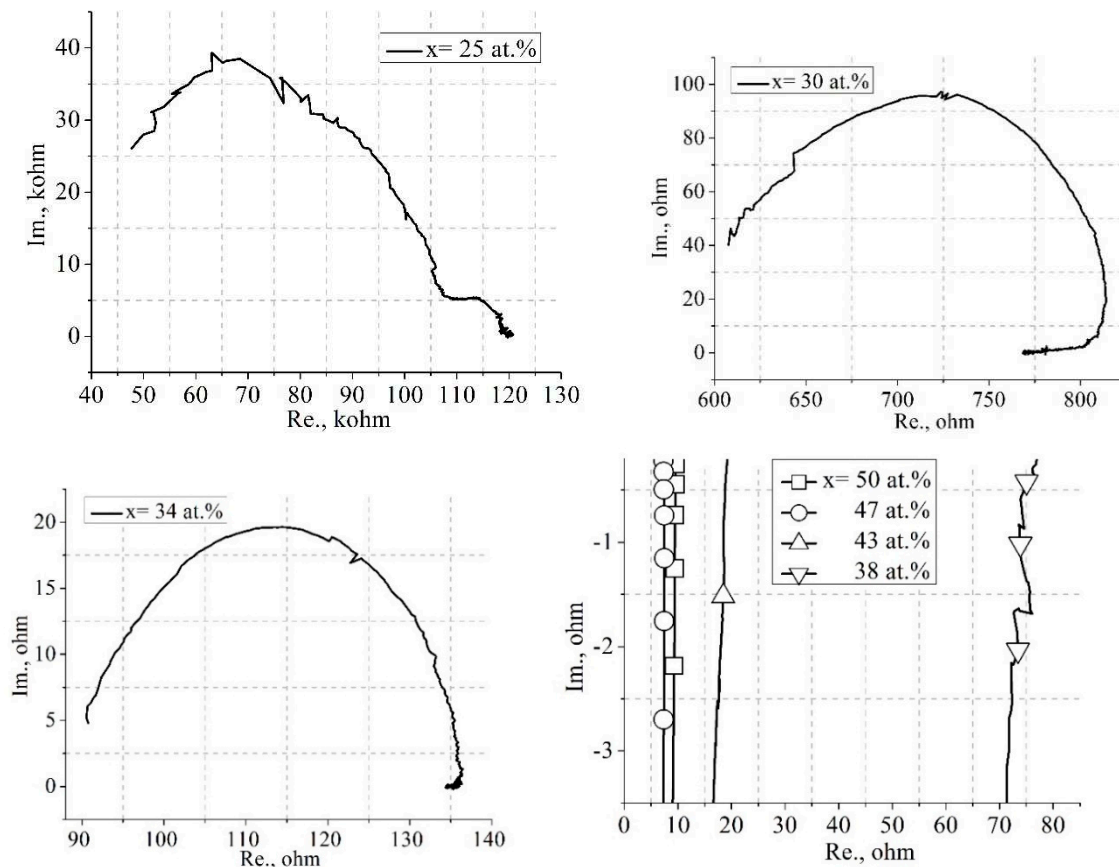 x= 25 at.%
Im., kohm
40
30
20
10
0
40 50 60 70 80 90 100 110 120 130
Re., kohm
x= 30 at.%
Im., ohm
100
80
60
40
20
0
600 650 700 750 800
Re., ohm
x= 34 at.%
Im., ohm
20
15
10
5
0
90 100 110 120 130 140
Re., ohm
x= 50 at.%
47 at.%
43 at.%
38 at.%
Im., ohm
-1
-2
-3
0 10 20 30 40 50 60 70 80
Re., ohm